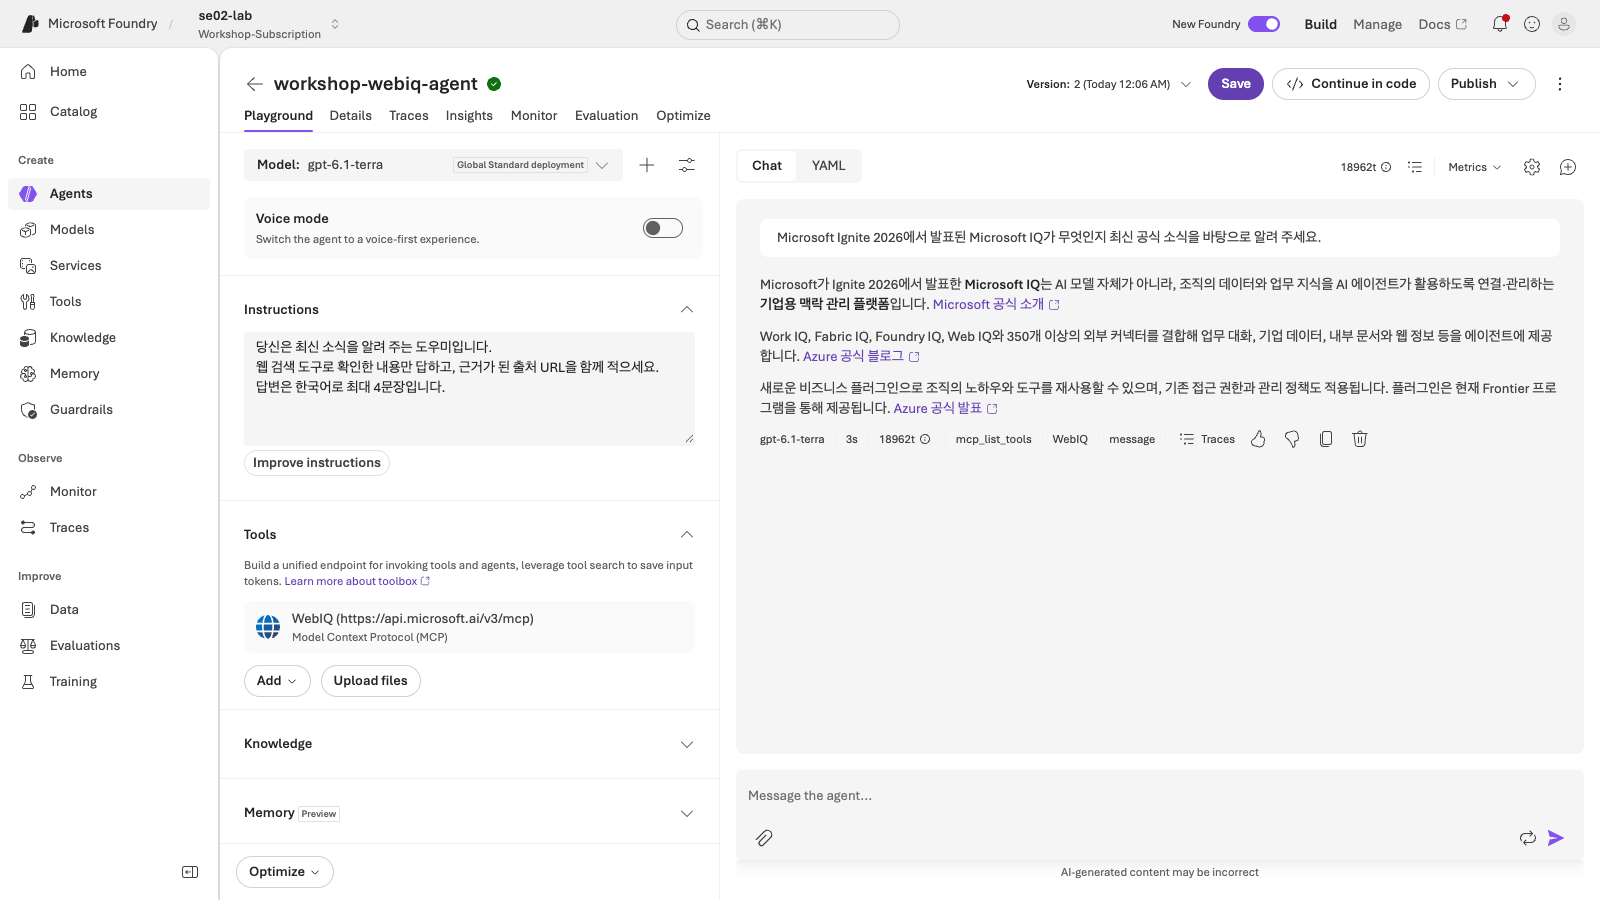 Microsoft Foundry / se02-lab
Workshop-Subscription
Search (⌘K)
New Foundry
Build
Manage
Docs
Home
Catalog
Create
Agents
Models
Services
Tools
Knowledge
Memory
Guardrails
Observe
Monitor
Traces
Improve
Data
Evaluations
Training
workshop-webiq-agent
Version: 2 (Today 12:06 AM)
Save
Continue in code
Publish
Playground Details Traces Insights Monitor Evaluation Optimize
Model: gpt-6.1-terra Global Standard deployment
Voice mode
Switch the agent to a voice-first experience.
Instructions
당신은 최신 소식을 알려 주는 도우미입니다.
웹 검색 도구로 확인한 내용만 답하고, 근거가 된 출처 URL을 함께 적으세요.
답변은 한국어로 최대 4문장입니다.
Improve instructions
Tools
Build a unified endpoint for invoking tools and agents, leverage tool search to save input
tokens. Learn more about toolbox
WebIQ (https://api.microsoft.ai/v3/mcp)
Model Context Protocol (MCP)
Add
Upload files
Knowledge
Memory Preview
Optimize
Chat YAML
18962t
Metrics
Microsoft Ignite 2026에서 발표된 Microsoft IQ가 무엇인지 최신 공식 소식을 바탕으로 알려 주세요.
Microsoft가 Ignite 2026에서 발표한 Microsoft IQ는 AI 모델 자체가 아니라, 조직의 데이터와 업무 지식을 AI 에이전트가 활용하도록 연결·관리하는
기업용 맥락 관리 플랫폼입니다. Microsoft 공식 소개
Work IQ, Fabric IQ, Foundry IQ, Web IQ와 350개 이상의 외부 커넥터를 결합해 업무 대화, 기업 데이터, 내부 문서와 웹 정보 등을 에이전트에 제공
합니다. Azure 공식 블로그
새로운 비즈니스 플러그인으로 조직의 노하우와 도구를 재사용할 수 있으며, 기존 접근 권한과 관리 정책도 적용됩니다. 플러그인은 현재 Frontier 프로
그램을 통해 제공됩니다. Azure 공식 발표
gpt-6.1-terra 3s 18962t mcp_list_tools WebIQ message Traces
Message the agent...
AI-generated content may be incorrect